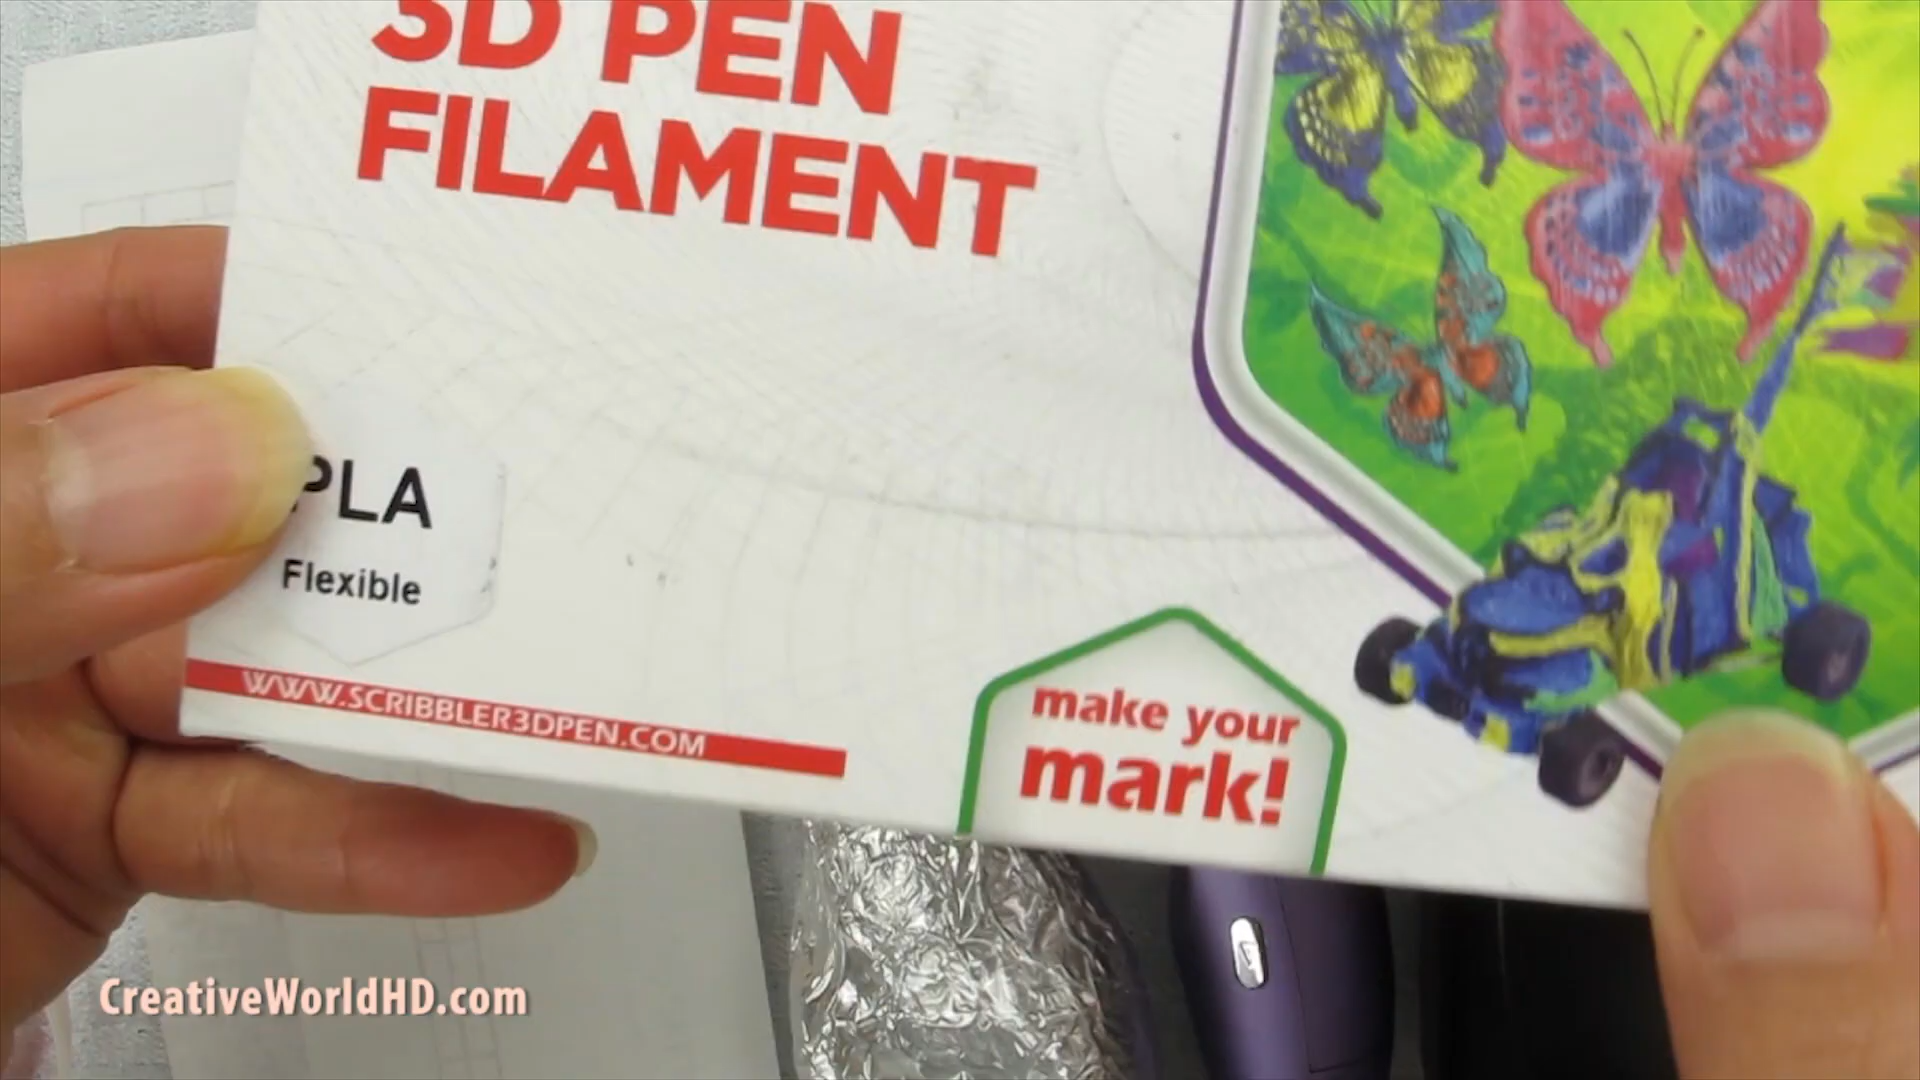 3D PEN
FILAMENT
PLA
Flexible
WWW.SCRIBBLER3DPEN.COM
make your
mark!
CreativeWorldHD.com